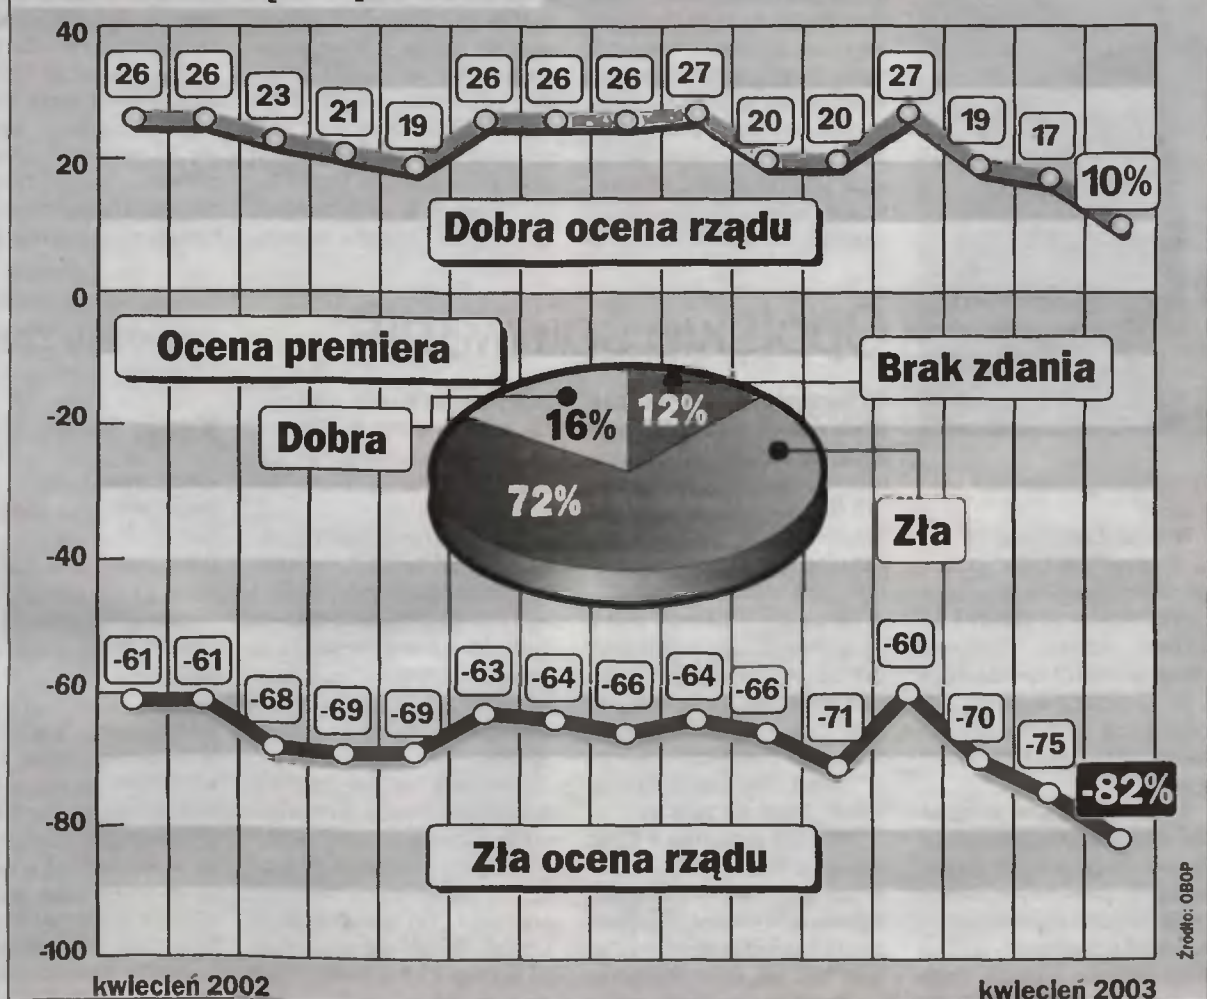 40
26 26 23 21 19 26 26 26 27 20 20 27 19 17 10%
20
Dobra ocena rządu
0
Ocena premiera
Brak zdania
-20
Dobra
16%
12%
72%
Zła
-40
-61 -61 -68 -69 -69 -63 -64 -66 -64 -66 -71 -60 -70 -75 -82%
-60
-80
Zła ocena rządu
-100
kwiecień 2002
kwiecień 2003
Źródło: OBOP